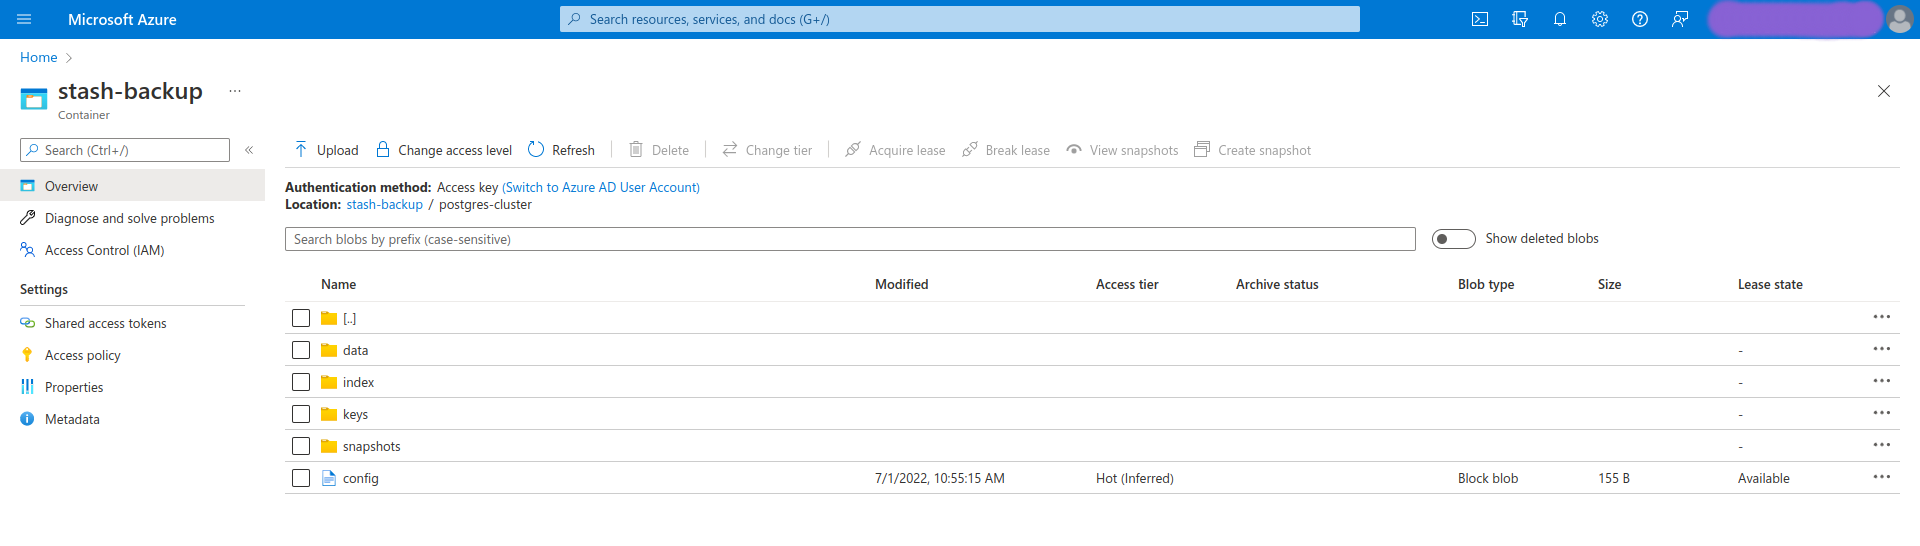 Microsoft Azure
Search resources, services, and docs (G+/)
Home
stash-backup
Container
Search (Ctrl+/)
Overview
Diagnose and solve problems
Access Control (IAM)
Settings
Shared access tokens
Access policy
Properties
Metadata
Upload Change access level Refresh Delete Change tier Acquire lease Break lease View snapshots Create snapshot
Authentication method: Access key (Switch to Azure AD User Account)
Location: stash-backup / postgres-cluster
Search blobs by prefix (case-sensitive)
Show deleted blobs
Name Modified Access tier Archive status Blob type Size Lease state
[..]
data -
index -
keys -
snapshots -
config 7/1/2022, 10:55:15 AM Hot (Inferred) Block blob 155 B Available